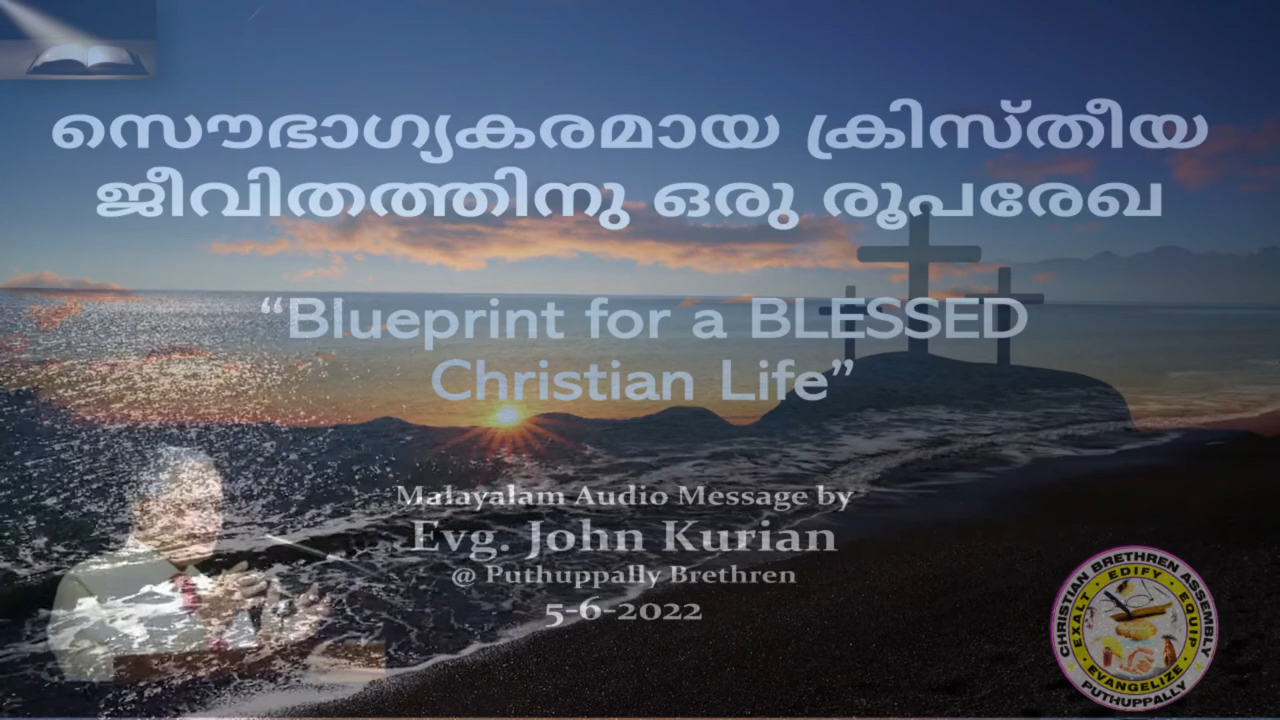 സൌഭാഗ്യകരമായ ക്രിസ്തീയ
ജീവിതത്തിനു ഒരു രൂപരേഖ
“Blueprint for a BLESSED
Christian Life”
Malayalam Audio Message by
Evg. John Kurian
@ Puthuppally Brethren
5-6-2022
CHRISTIAN BRETHREN ASSEMBLY
EXALT EDIFY EQUIP
EVANGELIZE
PUTHUPPALLY